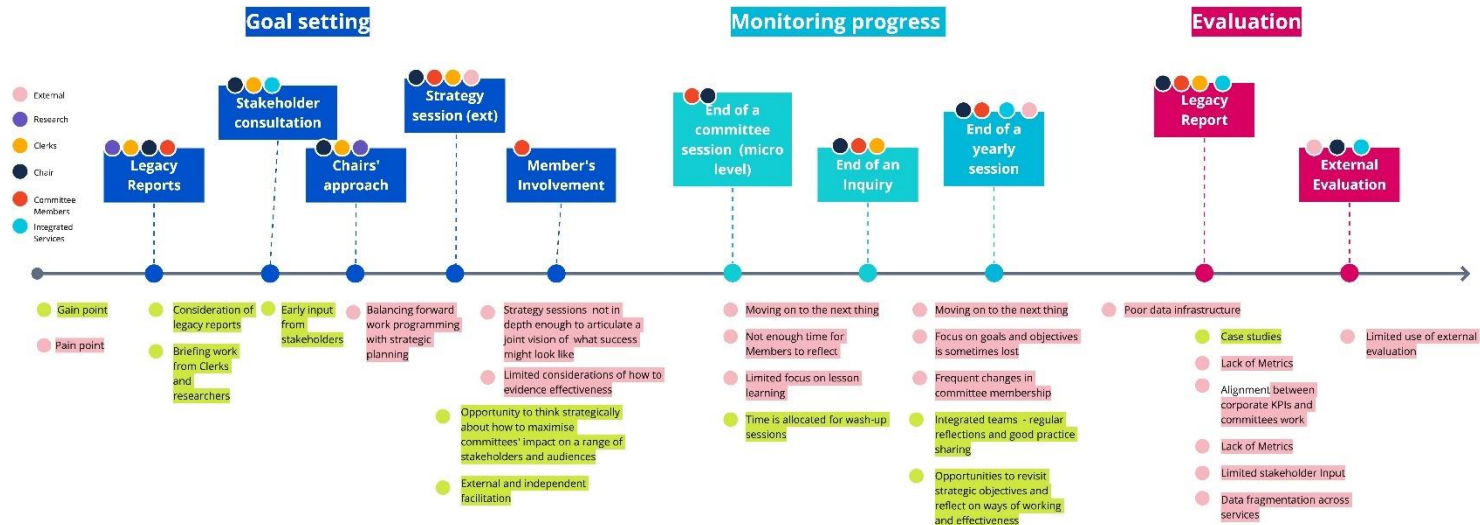 Goal setting
Monitoring progress
Evaluation
External
Research
Clerks
Chair
Committee
Members
Integrated
Services
Legacy
Reports
Stakeholder
consultation
Chairs'
approach
Strategy
session (ext)
Member's
Involvement
End of a
committee
session (micro
level)
End of an
Inquiry
End of a
yearly
session
Legacy
Report
External
Evaluation
Gain point
Pain point
Consideration of
legacy reports
Briefing work
from Clerks
and
researchers
Early input
from
stakeholders
Balancing forward
work programming
with strategic
planning
Strategy sessions not in
depth enough to articulate a
joint vision of what success
might look like
Limited considerations of how to
evidence effectiveness
Opportunity to think strategically
about how to maximise
committees' impact on a range of
stakeholders and audiences
External and independent
facilitation
Moving on to the next thing
Not enough time for
Members to reflect
Limited focus on lesson
learning
Time is allocated for wash-up
sessions
Moving on to the next thing
Focus on goals and objectives
is sometimes lost
Frequent changes in
committee membership
Integrated teams - regular
reflections and good practice
sharing
Opportunities to revisit
strategic objectives and
reflect on ways of working
and effectiveness
Poor data infrastructure
Case studies
Lack of Metrics
Alignment between
corporate KPIs and
committees work
Lack of Metrics
Limited stakeholder Input
Data fragmentation across
services
Limited use of external
evaluation